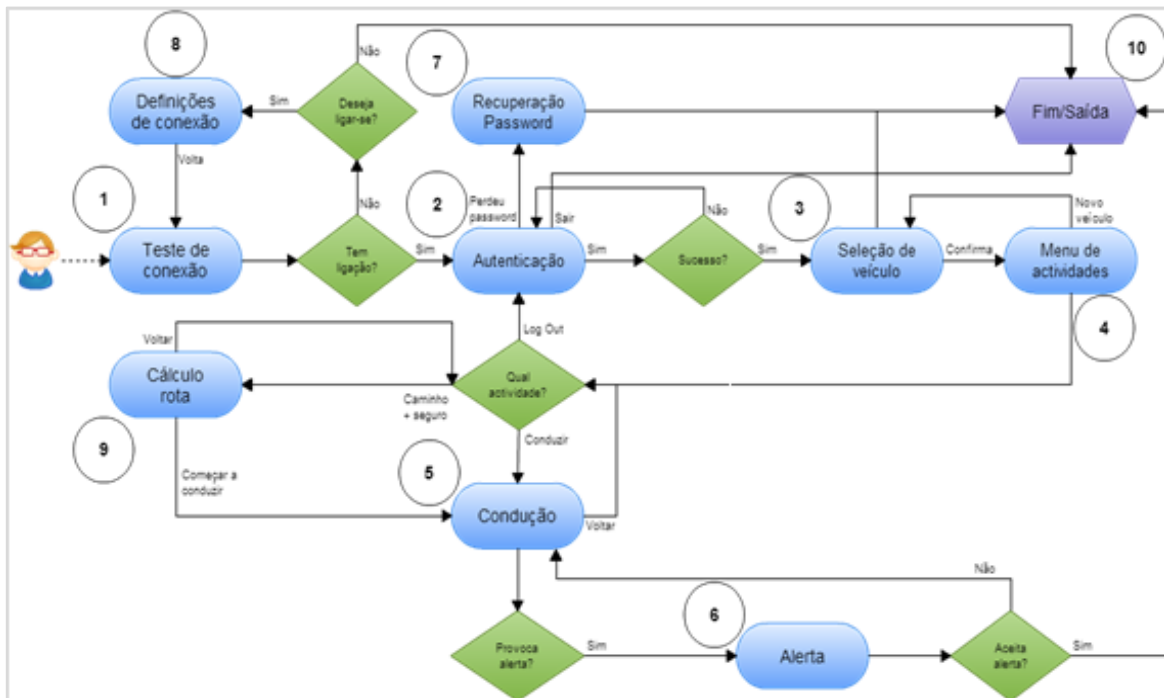 8
Não
7
10
Definições
de conexão
Sim
Deseja
ligar-se?
Recuperação
Password
Fim/Saída
Volta
1
Não
2
Perdeu
password
Sair
Não
3
Novo
veículo
Teste de
conexão
Tem
ligação?
Sim
Autenticação
Sim
Sucesso?
Sim
Seleção de
veículo
Confirma
Menu de
actividades
4
Log Out
Voltar
Cálculo
rota
Qual
actividade?
Caminho
+ seguro
Conduzir
9
5
Começar a
conduzir
Condução
Voltar
Não
6
Provoca
alerta?
Sim
Alerta
Aceita
alerta?
Sim